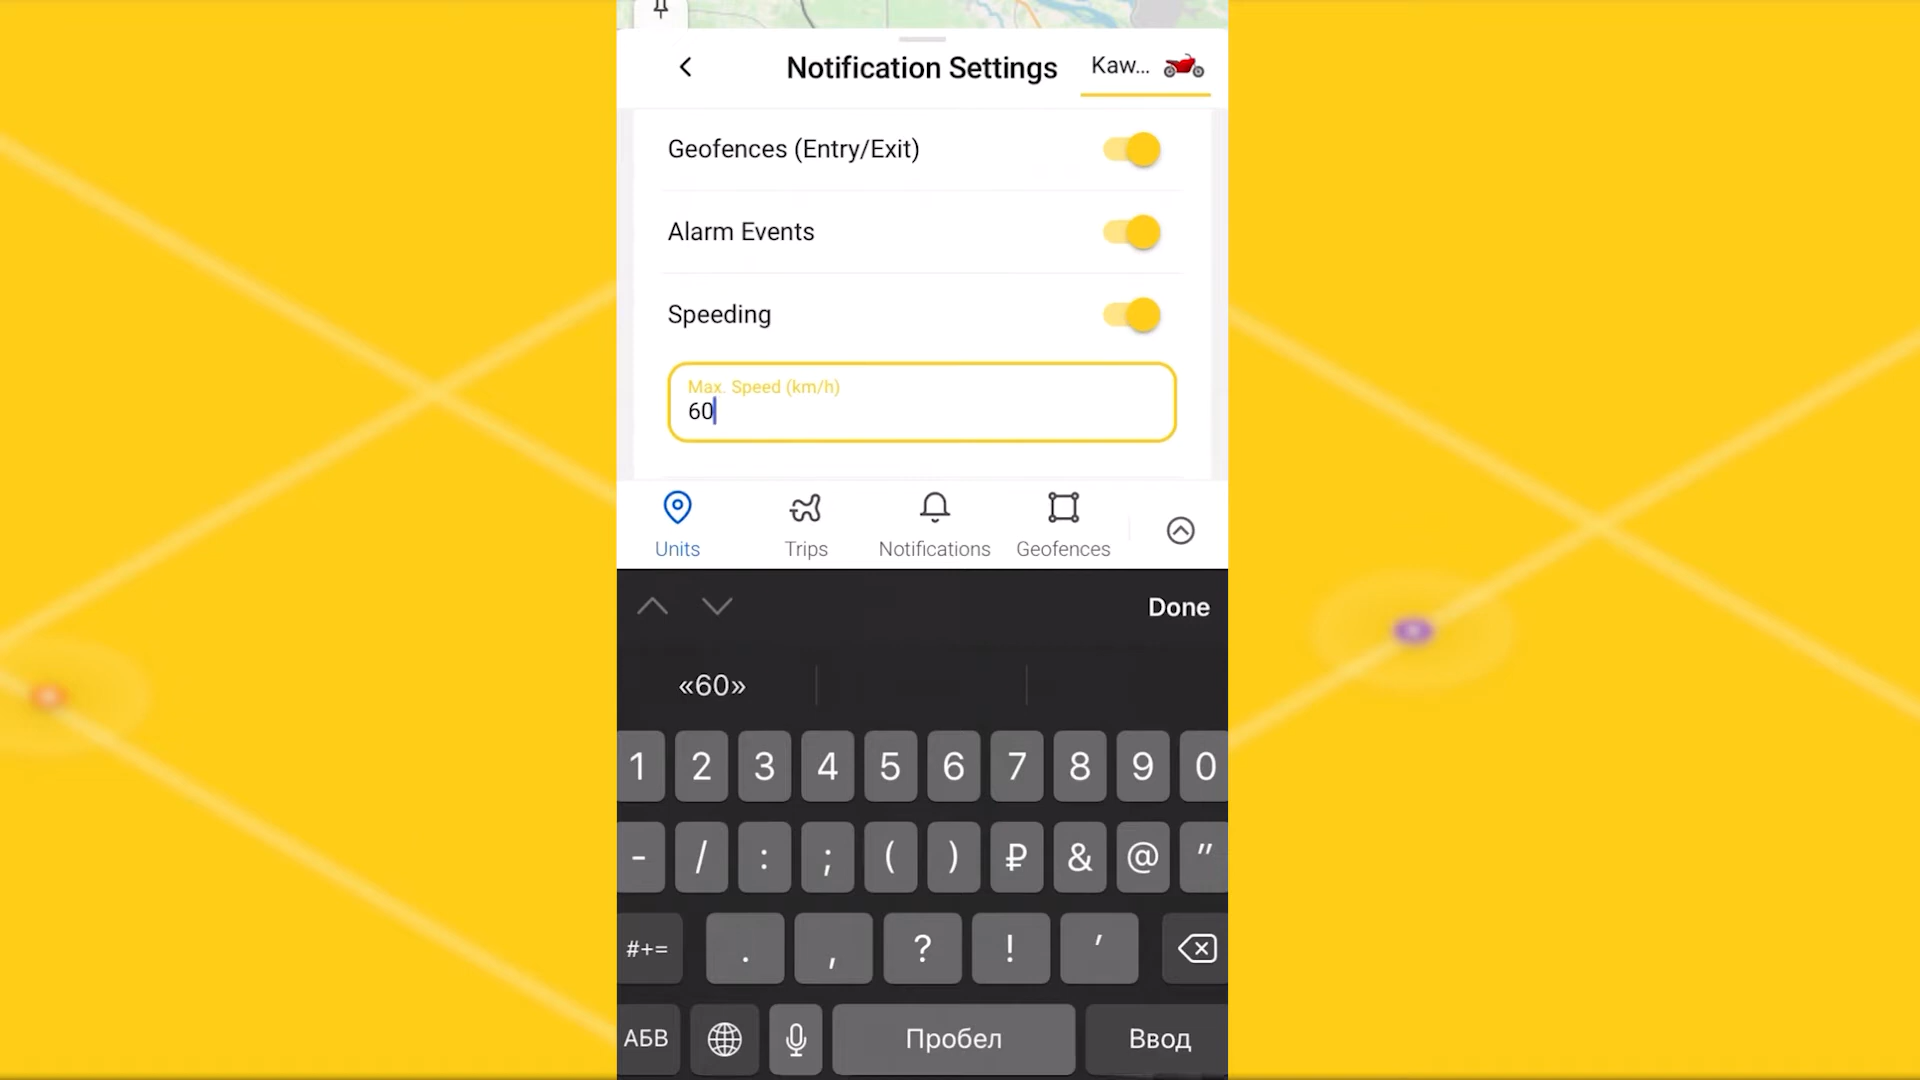 Notification Settings
Kaw...
Geofences (Entry/Exit)
Alarm Events
Speeding
Max. Speed (km/h)
60
Units
Trips
Notifications
Geofences
Done
«60»
1 2 3 4 5 6 7 8 9 0
- / : ; ( ) ₽ & @ "
#+= . , ? ! '
АБВ Пробел Ввод